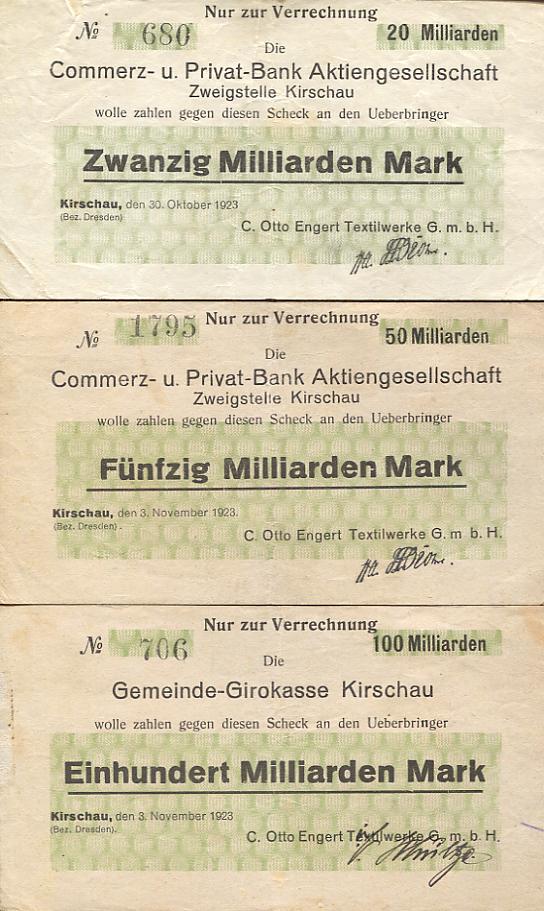 Nur zur Verrechnung
№ 680 20 Milliarden
Die
Commerz- u. Privat-Bank Aktiengesellschaft
Zweigstelle Kirschau
wolle zahlen gegen diesen Scheck an den Ueberbringer
Zwanzig Milliarden Mark
Kirschau, den 30. Oktober 1923
(Bez. Dresden)
C. Otto Engert Textilwerke G. m. b. H.
Nur zur Verrechnung
№ 1795 50 Milliarden
Die
Commerz- u. Privat-Bank Aktiengesellschaft
Zweigstelle Kirschau
wolle zahlen gegen diesen Scheck an den Ueberbringer
Fünfzig Milliarden Mark
Kirschau, den 3. November 1923.
(Bez. Dresden).
C. Otto Engert Textilwerke G. m b. H.
Nur zur Verrechnung
№ 706 100 Milliarden
Die
Gemeinde-Girokasse Kirschau
wolle zahlen gegen diesen Scheck an den Ueberbringer
Einhundert Milliarden Mark
Kirschau, den 3. November 1923
(Bez. Dresden).
C. Otto Engert Textilwerke G. m. b. H.